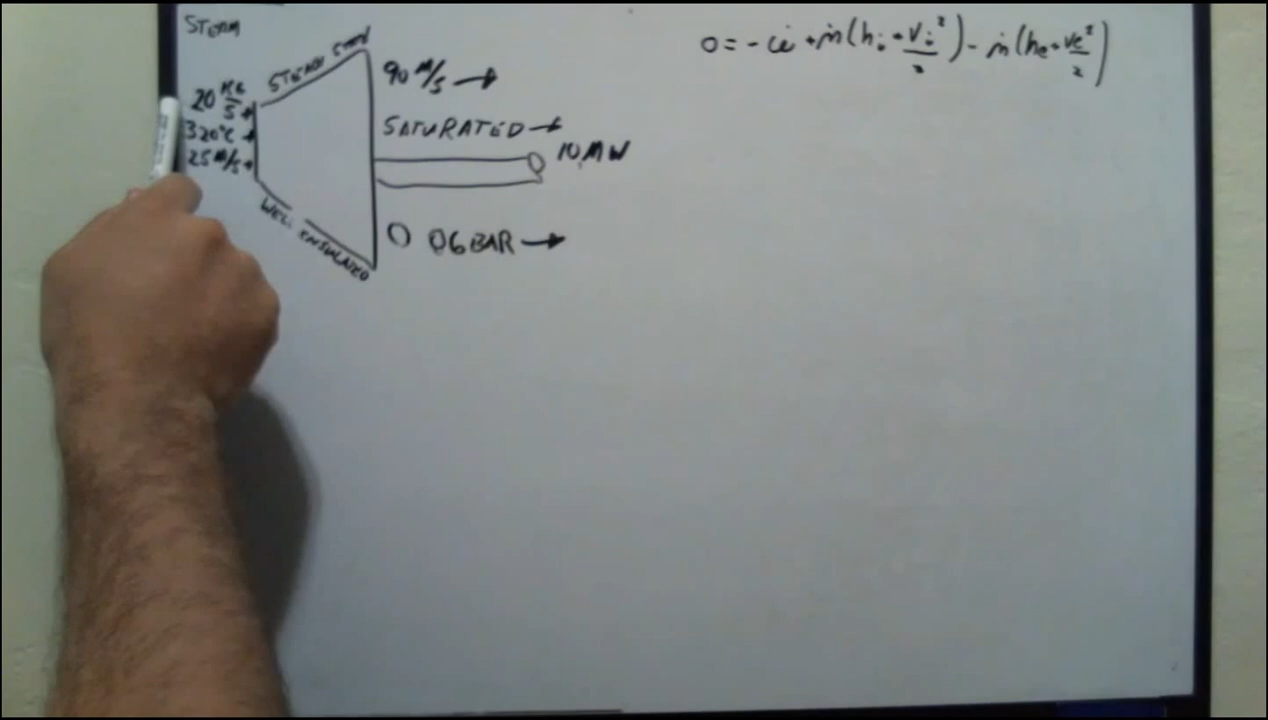 STEAM
20 KG/S
320°C
25 M/S
STEADY STATE
WELL INSULATED
90 M/S
SATURATED
10 MW
0 06 BAR
0 = - ẇ + ṁ(hi + Vi²/2) - ṁ(he + Ve²/2)